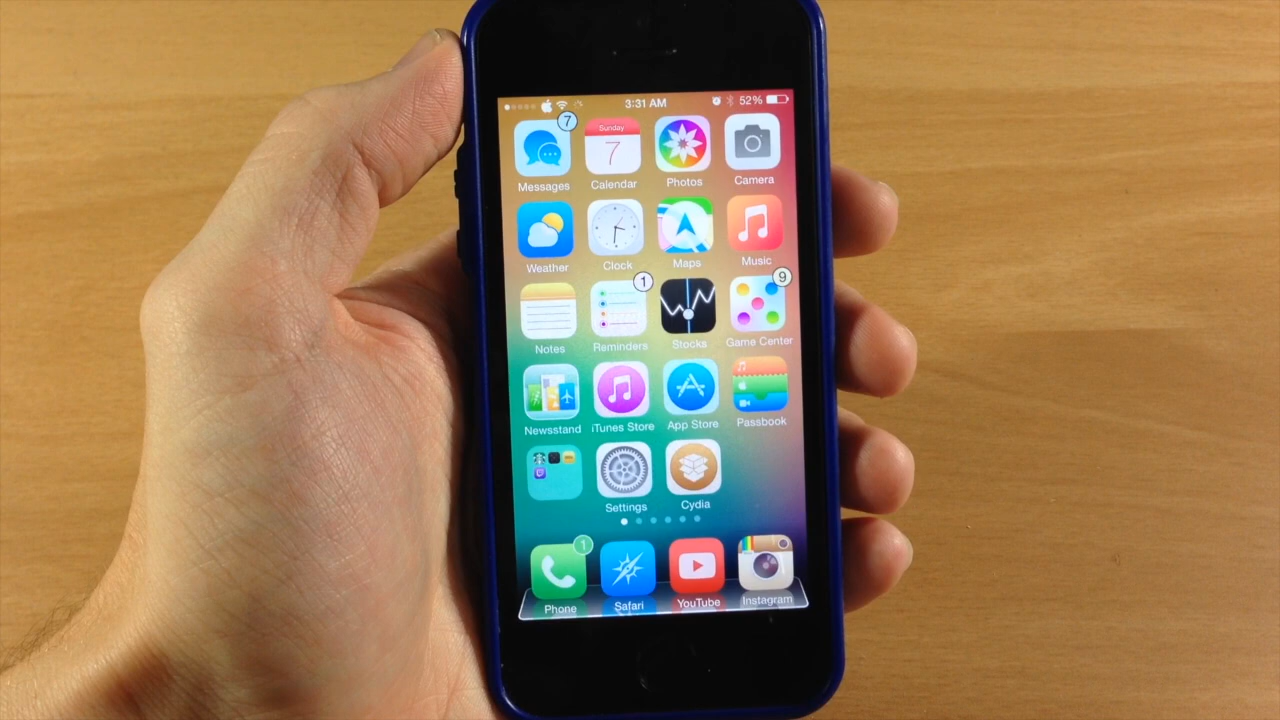 3:31 AM 52%
7
Sunday
7
Messages Calendar Photos Camera
Weather Clock Maps Music
1 9
Notes Reminders Stocks Game Center
Newsstand iTunes Store App Store Passbook
Settings Cydia
1
Phone Safari YouTube Instagram